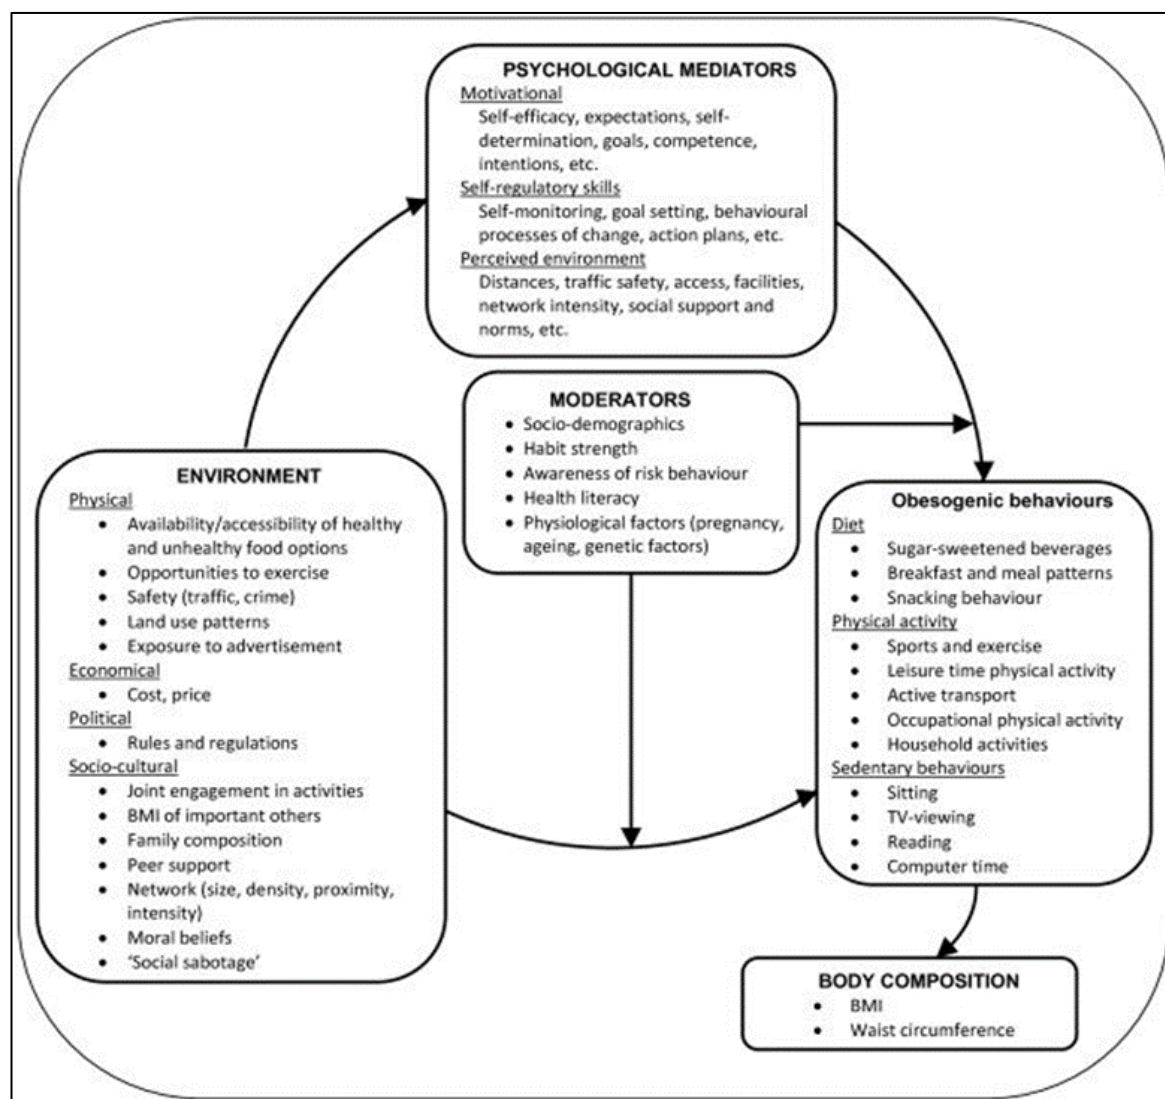 PSYCHOLOGICAL MEDIATORS
Motivational
Self-efficacy, expectations, self-
determination, goals, competence,
intentions, etc.
Self-regulatory skills
Self-monitoring, goal setting, behavioural
processes of change, action plans, etc.
Perceived environment
Distances, traffic safety, access, facilities,
network intensity, social support and
norms, etc.
MODERATORS
• Socio-demographics
• Habit strength
• Awareness of risk behaviour
• Health literacy
• Physiological factors (pregnancy,
ageing, genetic factors)
ENVIRONMENT
Physical
• Availability/accessibility of healthy
and unhealthy food options
• Opportunities to exercise
• Safety (traffic, crime)
• Land use patterns
• Exposure to advertisement
Economical
• Cost, price
Political
• Rules and regulations
Socio-cultural
• Joint engagement in activities
• BMI of important others
• Family composition
• Peer support
• Network (size, density, proximity,
intensity)
• Moral beliefs
• ‘Social sabotage’
Obesogenic behaviours
Diet
• Sugar-sweetened beverages
• Breakfast and meal patterns
• Snacking behaviour
Physical activity
• Sports and exercise
• Leisure time physical activity
• Active transport
• Occupational physical activity
• Household activities
Sedentary behaviours
• Sitting
• TV-viewing
• Reading
• Computer time
BODY COMPOSITION
• BMI
• Waist circumference